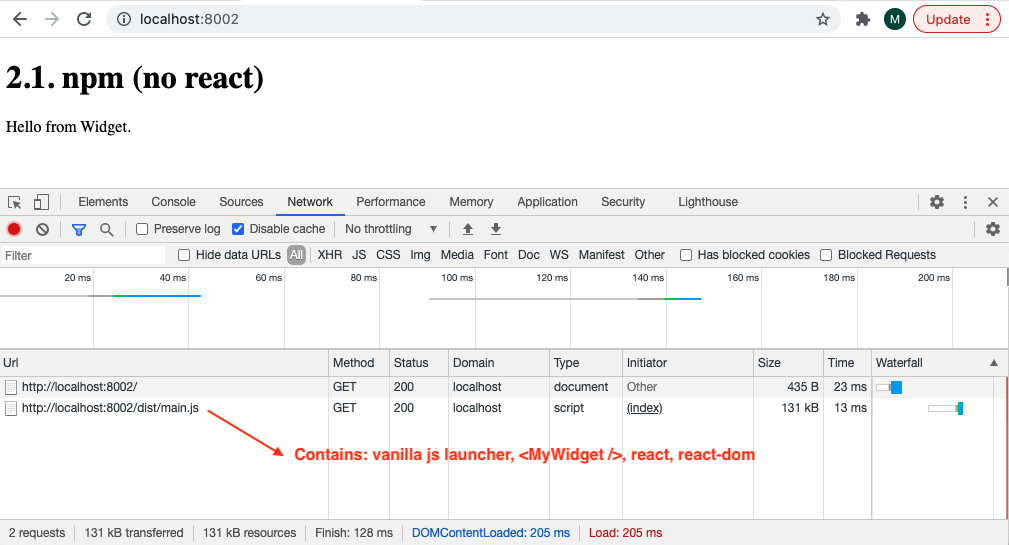 localhost:8002
M
Update
2.1. npm (no react)
Hello from Widget.
Elements Console Sources Network Performance Memory Application Security Lighthouse
Preserve log Disable cache No throttling
Filter Hide data URLs All XHR JS CSS Img Media Font Doc WS Manifest Other Has blocked cookies Blocked Requests
20 ms 40 ms 60 ms 80 ms 100 ms 120 ms 140 ms 160 ms 180 ms 200 ms
Url Method Status Domain Type Initiator Size Time Waterfall
http://localhost:8002/ GET 200 localhost document Other 435 B 23 ms
http://localhost:8002/dist/main.js GET 200 localhost script (index) 131 kB 13 ms
Contains: vanilla js launcher, <MyWidget />, react, react-dom
2 requests 131 kB transferred 131 kB resources Finish: 128 ms DOMContentLoaded: 205 ms Load: 205 ms